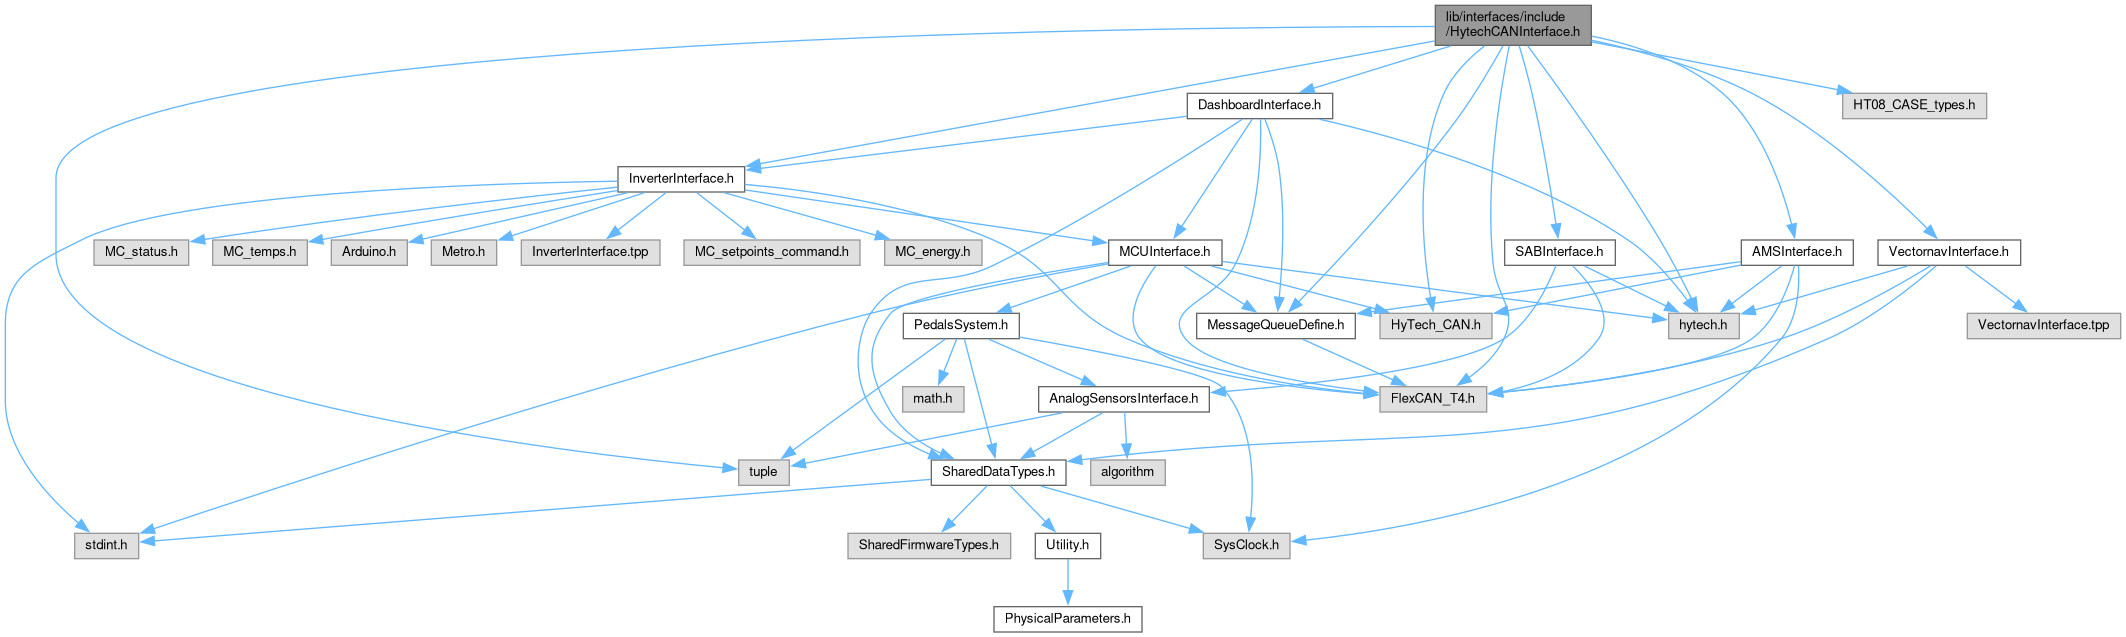 lib/interfaces/include
/HytechCANInterface.h
DashboardInterface.h
HT08_CASE_types.h
InverterInterface.h
MC_status.h
MC_temps.h
Arduino.h
Metro.h
InverterInterface.tpp
MC_setpoints_command.h
MC_energy.h
MCUInterface.h
SABInterface.h
AMSInterface.h
VectornavInterface.h
PedalsSystem.h
MessageQueueDefine.h
HyTech_CAN.h
hytech.h
VectornavInterface.tpp
math.h
AnalogSensorsInterface.h
FlexCAN_T4.h
tuple
SharedDataTypes.h
algorithm
stdint.h
SharedFirmwareTypes.h
Utility.h
SysClock.h
PhysicalParameters.h